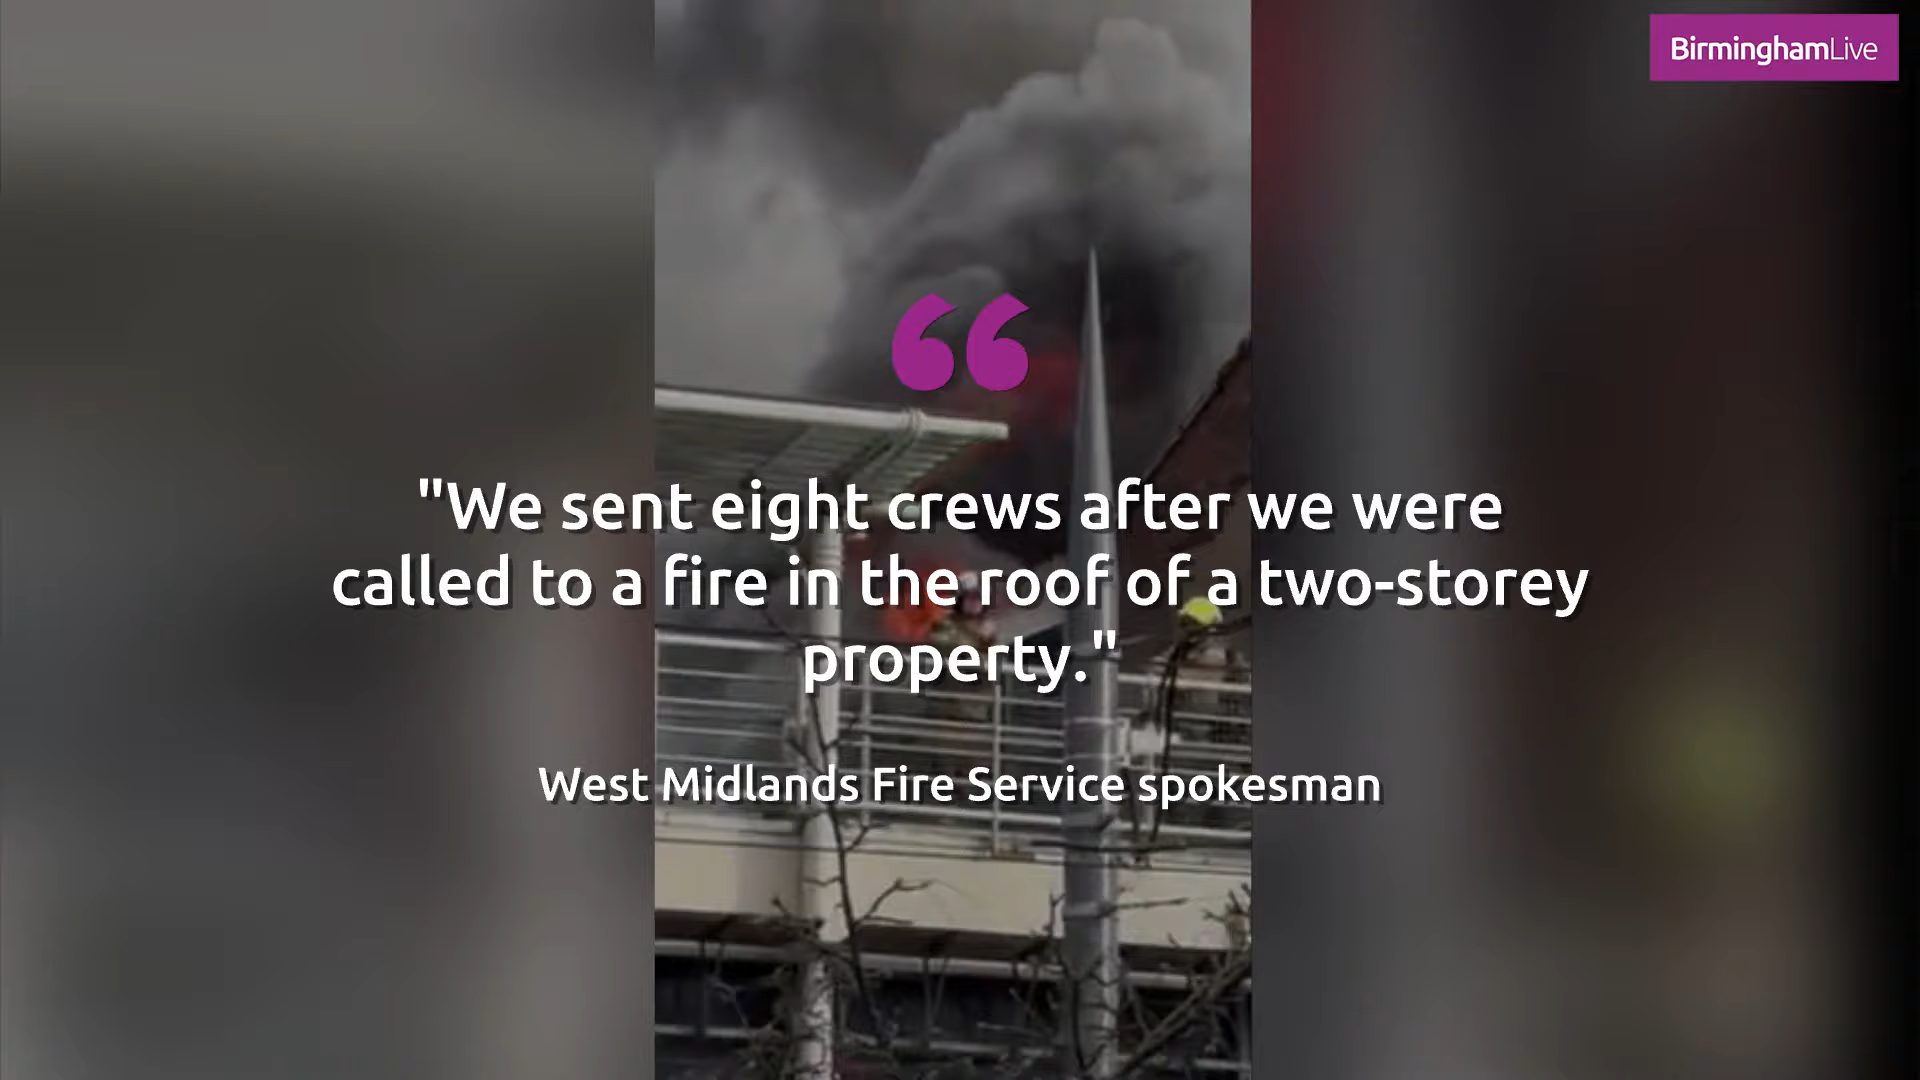 BirminghamLive
"We sent eight crews after we were
called to a fire in the roof of a two-storey
property."
West Midlands Fire Service spokesman